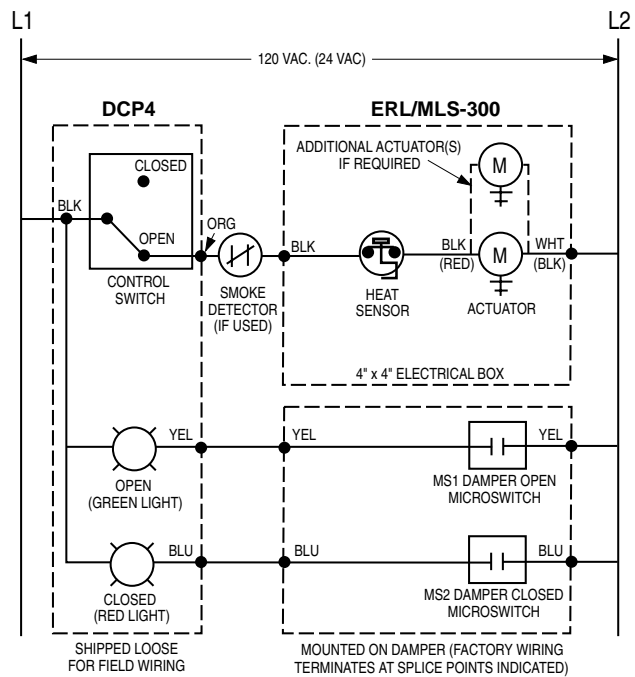 L1
L2
120 VAC. (24 VAC)
DCP4
ERL/MLS-300
CLOSED
ADDITIONAL ACTUATOR(S)
IF REQUIRED
M
BLK
OPEN
ORG
BLK
BLK
(RED)
M
WHT
(BLK)
CONTROL
SWITCH
SMOKE
DETECTOR
(IF USED)
HEAT
SENSOR
ACTUATOR
4" x 4" ELECTRICAL BOX
YEL
YEL
YEL
OPEN
(GREEN LIGHT)
MS1 DAMPER OPEN
MICROSWITCH
BLU
BLU
BLU
CLOSED
(RED LIGHT)
MS2 DAMPER CLOSED
MICROSWITCH
SHIPPED LOOSE
FOR FIELD WIRING
MOUNTED ON DAMPER (FACTORY WIRING
TERMINATES AT SPLICE POINTS INDICATED)